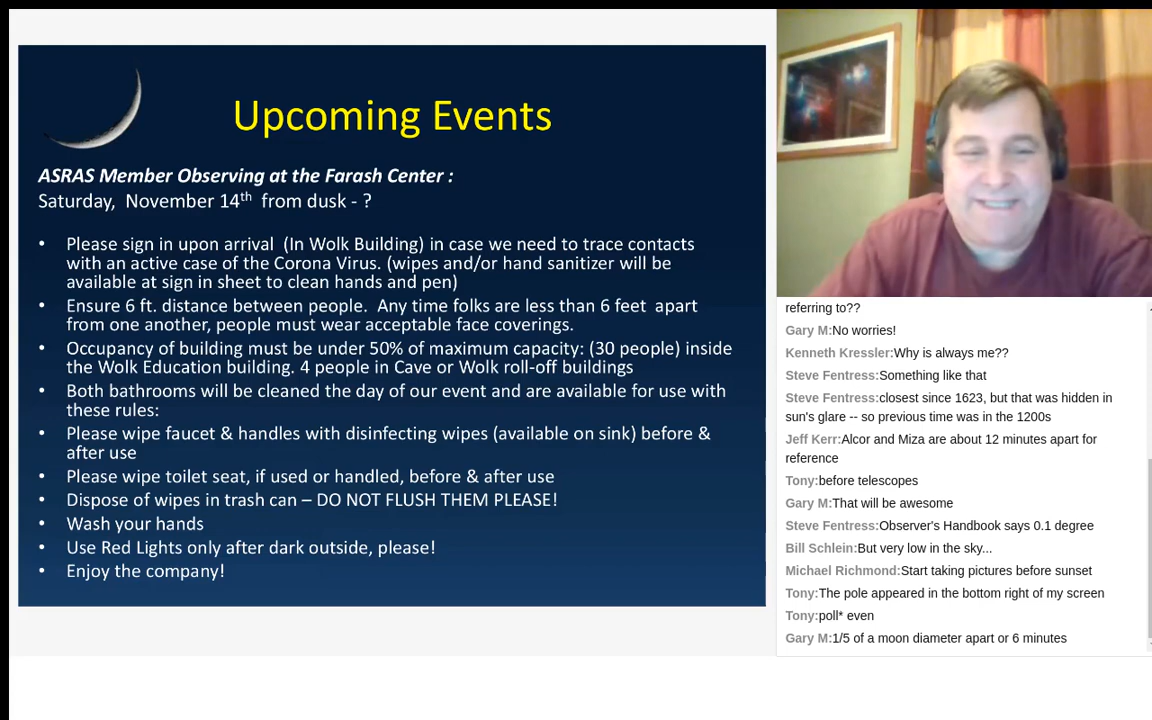 Upcoming Events
ASRAS Member Observing at the Farash Center :
Saturday, November 14th from dusk - ?
• Please sign in upon arrival (In Wolk Building) in case we need to trace contacts
with an active case of the Corona Virus. (wipes and/or hand sanitizer will be
available at sign in sheet to clean hands and pen)
• Ensure 6 ft. distance between people. Any time folks are less than 6 feet apart
from one another, people must wear acceptable face coverings.
• Occupancy of building must be under 50% of maximum capacity: (30 people) inside
the Wolk Education building. 4 people in Cave or Wolk roll-off buildings
• Both bathrooms will be cleaned the day of our event and are available for use with
these rules:
• Please wipe faucet & handles with disinfecting wipes (available on sink) before &
after use
• Please wipe toilet seat, if used or handled, before & after use
• Dispose of wipes in trash can – DO NOT FLUSH THEM PLEASE!
• Wash your hands
• Use Red Lights only after dark outside, please!
• Enjoy the company!
referring to??
Gary M:No worries!
Kenneth Kressler:Why is always me??
Steve Fentress:Something like that
Steve Fentress:closest since 1623, but that was hidden in
sun's glare -- so previous time was in the 1200s
Jeff Kerr:Alcor and Miza are about 12 minutes apart for
reference
Tony:before telescopes
Gary M:That will be awesome
Steve Fentress:Observer's Handbook says 0.1 degree
Bill Schlein:But very low in the sky...
Michael Richmond:Start taking pictures before sunset
Tony:The pole appeared in the bottom right of my screen
Tony:poll* even
Gary M:1/5 of a moon diameter apart or 6 minutes